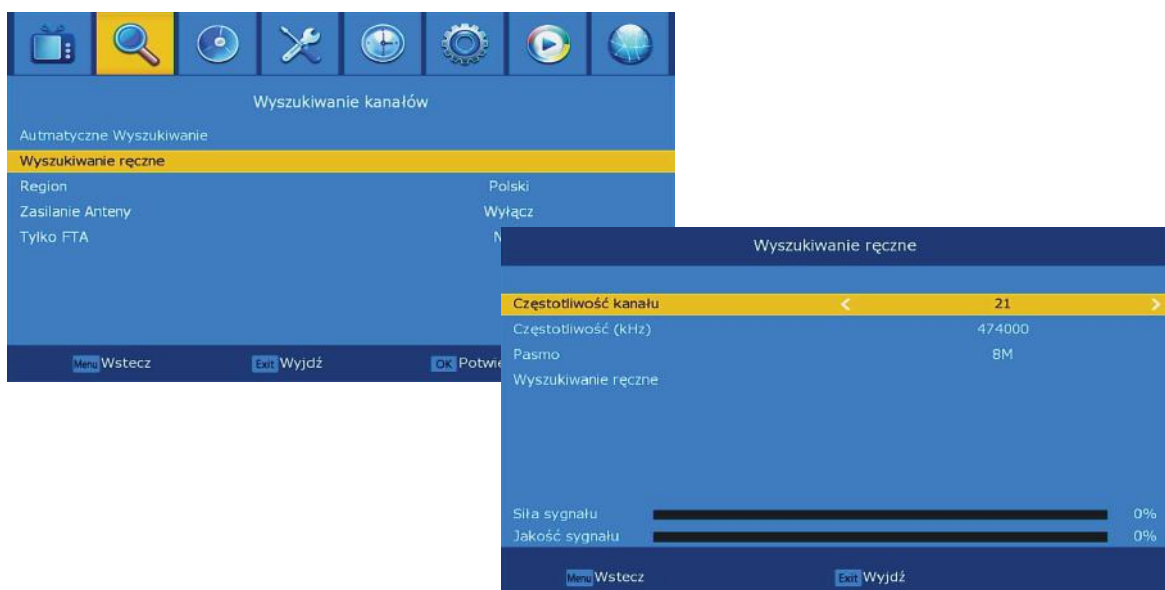 Wyszukiwanie kanałów
Autmatyczne Wyszukiwanie
Wyszukiwanie ręczne
Region Polski
Zasilanie Anteny Wyłącz
Tylko FTA
Menu Wstecz Exit Wyjdź OK
Wyszukiwanie ręczne
Częstotliwość kanału < 21 >
Częstotliwość (kHz) 474000
Pasmo 8M
Wyszukiwanie ręczne
Siła sygnału 0%
Jakość sygnału 0%
Menu Wstecz Exit Wyjdź